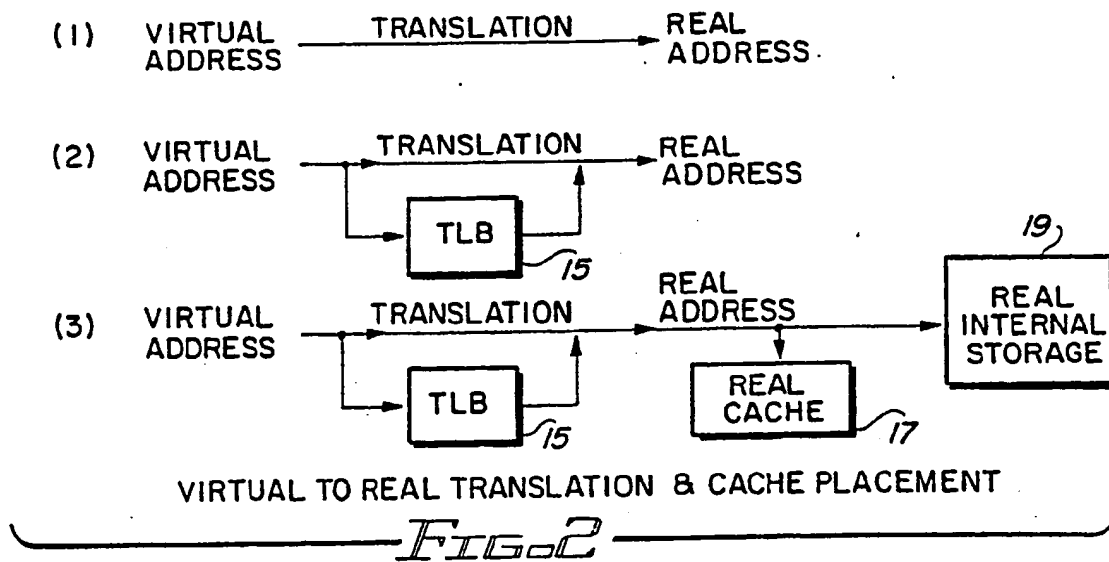 (1) VIRTUAL ADDRESS TRANSLATION REAL ADDRESS
(2) VIRTUAL ADDRESS TRANSLATION REAL ADDRESS
TLB 15
(3) VIRTUAL ADDRESS TRANSLATION REAL ADDRESS
TLB 15
REAL CACHE 17
REAL INTERNAL STORAGE 19
VIRTUAL TO REAL TRANSLATION & CACHE PLACEMENT
FIG. 2